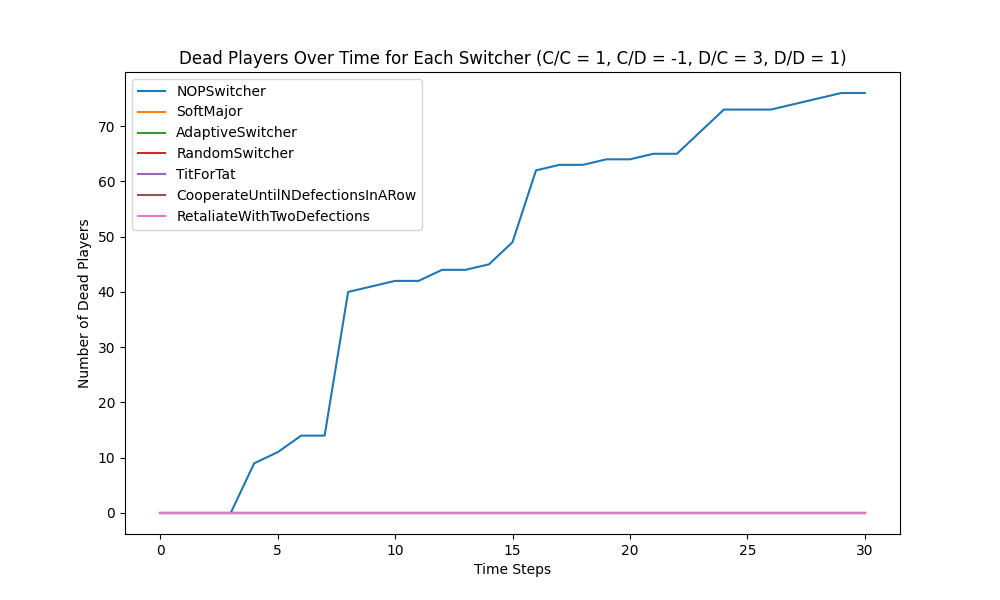 Dead Players Over Time for Each Switcher (C/C = 1, C/D = -1, D/C = 3, D/D = 1)
NOPSwitcher
SoftMajor
AdaptiveSwitcher
RandomSwitcher
TitForTat
CooperateUntilNDefectionsInARow
RetaliateWithTwoDefections
Number of Dead Players
70
60
50
40
30
20
10
0
0 5 10 15 20 25 30
Time Steps